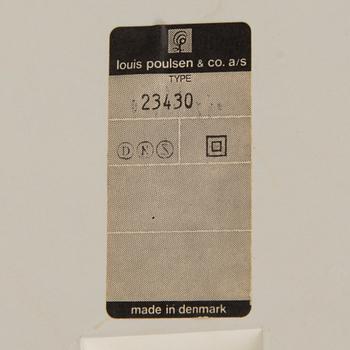 louis poulsen & co. a/s
TYPE
23430
D N S
made in denmark